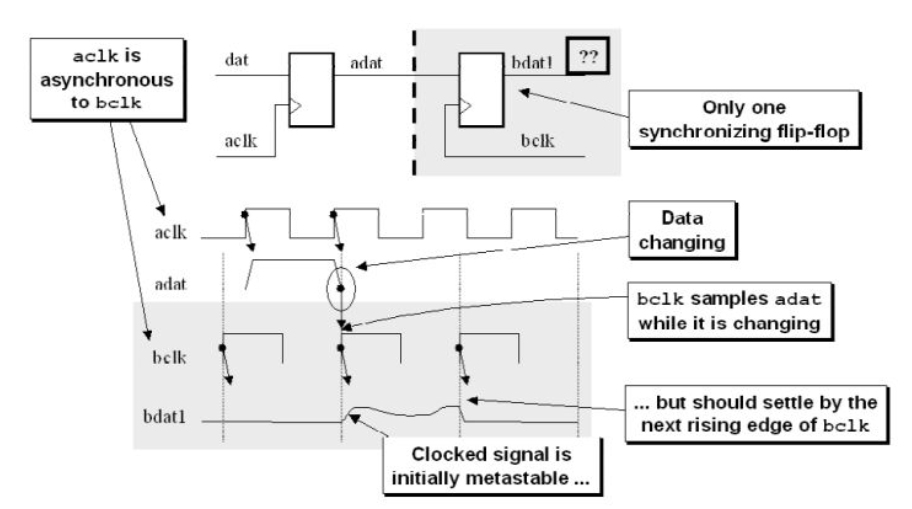 aclk is
asynchronous
to bclk
dat
adat
bdat1
??
aclk
bclk
Only one
synchronizing flip-flop
aclk
Data
changing
adat
bclk samples adat
while it is changing
bclk
bdat1
... but should settle by the
next rising edge of bclk
Clocked signal is
initially metastable ...